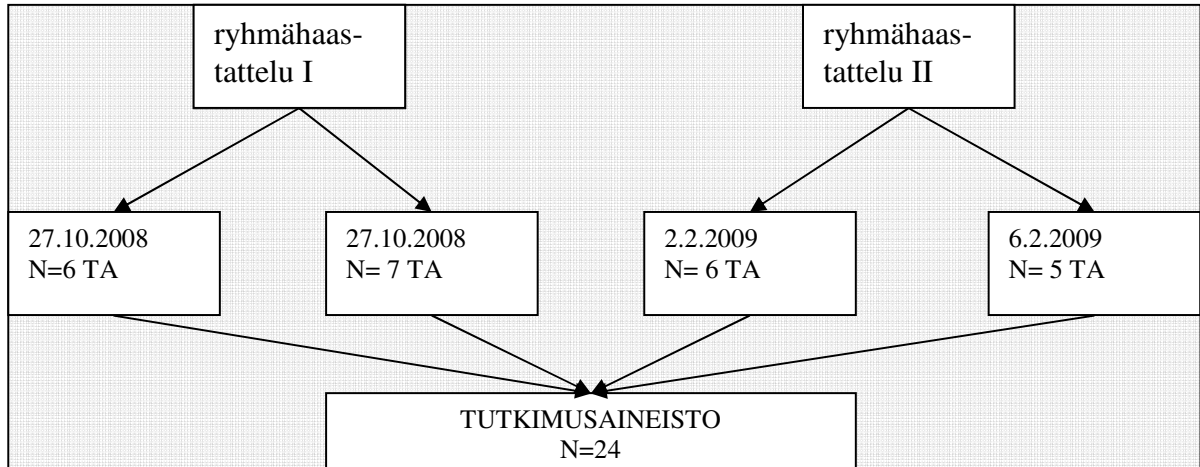 ryhmähaas-
tattelu I
ryhmähaas-
tattelu II
27.10.2008
N=6 TA
27.10.2008
N= 7 TA
2.2.2009
N= 6 TA
6.2.2009
N= 5 TA
TUTKIMUSAINEISTO
N=24